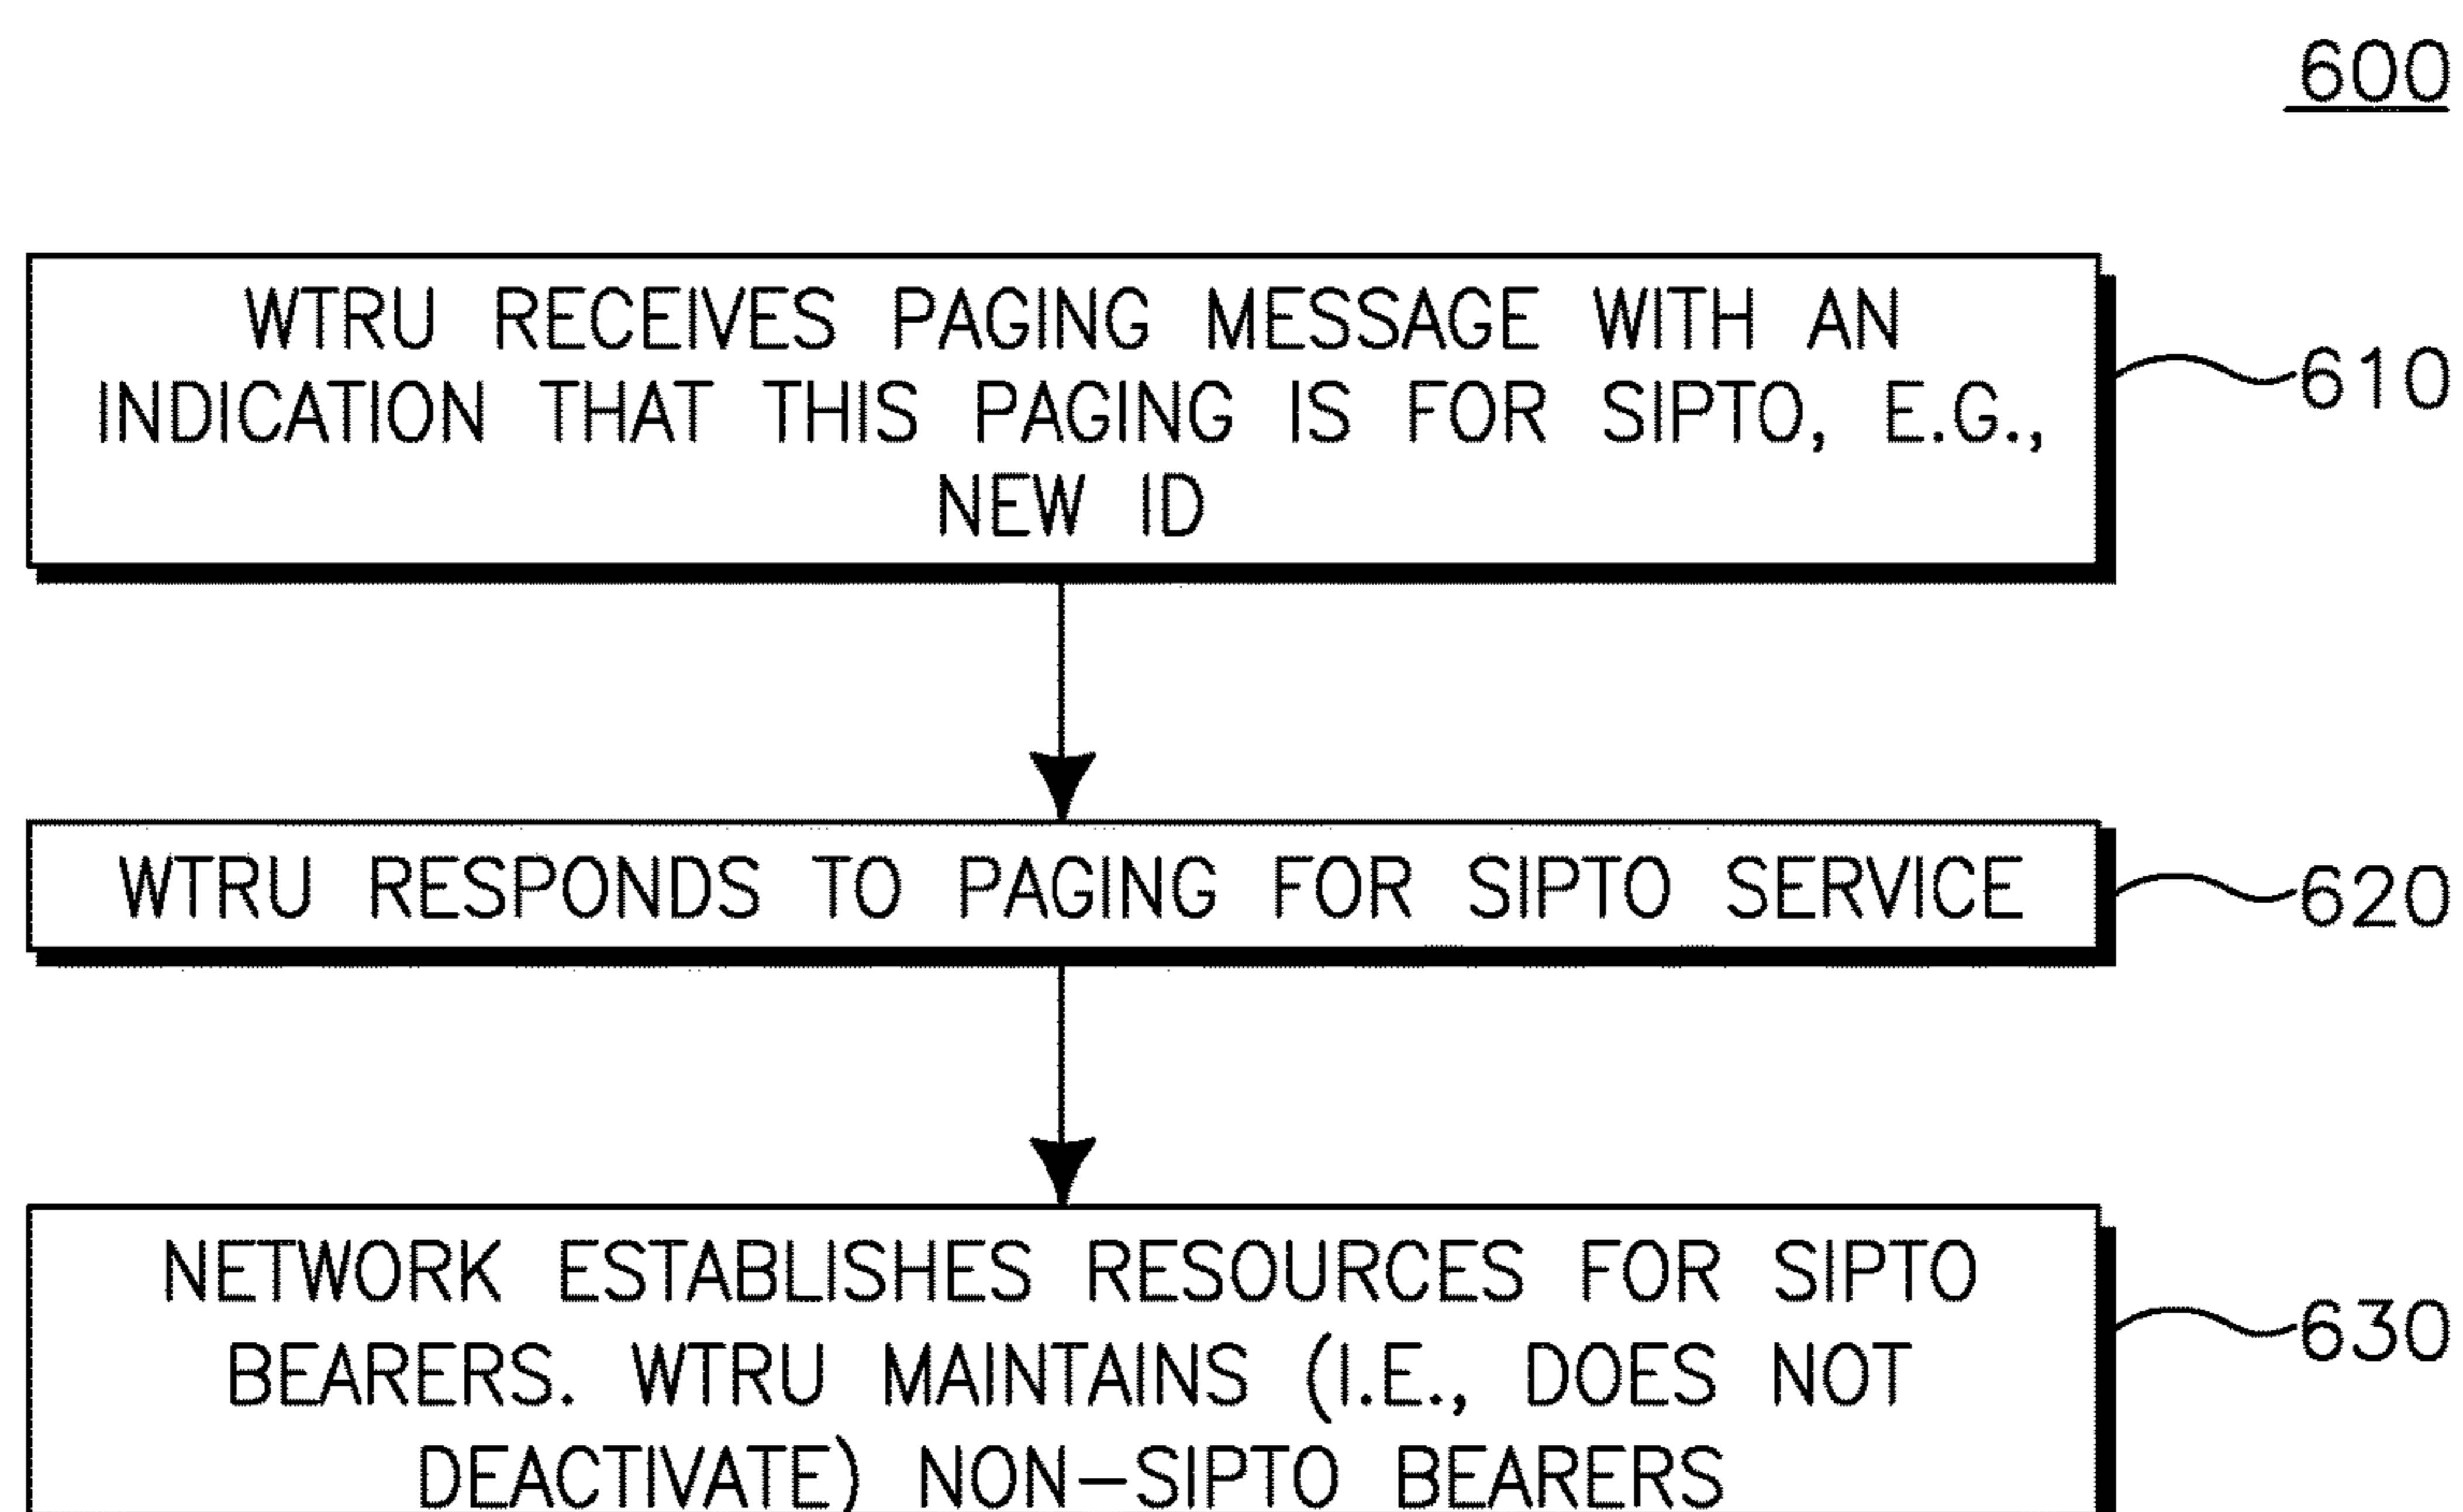 600
WTRU RECEIVES PAGING MESSAGE WITH AN
INDICATION THAT THIS PAGING IS FOR SIPTO, E.G.,
NEW ID
610
WTRU RESPONDS TO PAGING FOR SIPTO SERVICE
620
NETWORK ESTABLISHES RESOURCES FOR SIPTO
BEARERS. WTRU MAINTAINS (I.E., DOES NOT
DEACTIVATE) NON-SIPTO BEARERS
630